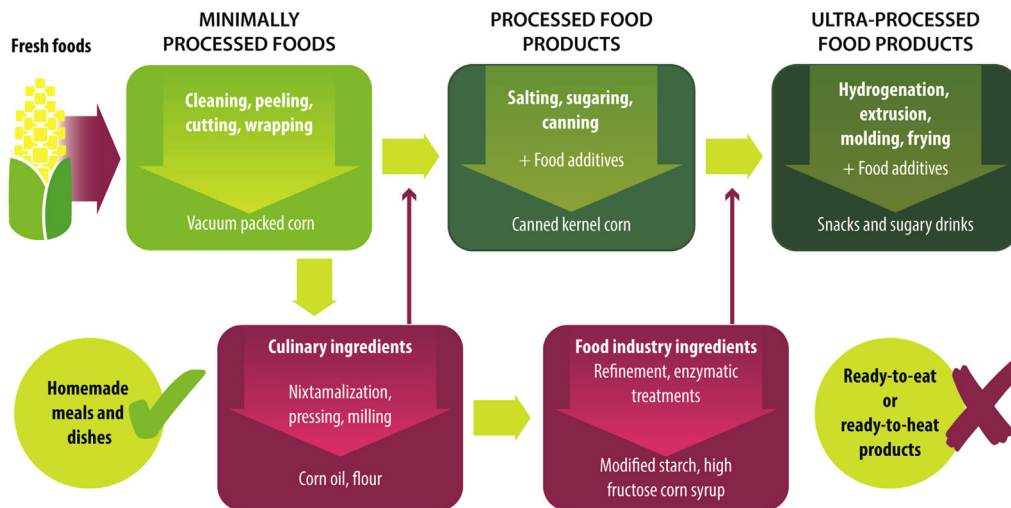 Fresh foods
MINIMALLY
PROCESSED FOODS
Cleaning, peeling,
cutting, wrapping
Vacuum packed corn
PROCESSED FOOD
PRODUCTS
Salting, sugaring,
canning
+ Food additives
Canned kernel corn
ULTRA-PROCESSED
FOOD PRODUCTS
Hydrogenation,
extrusion,
molding, frying
+ Food additives
Snacks and sugary drinks
Homemade
meals and
dishes
Culinary ingredients
Nixtamalization,
pressing, milling
Corn oil, flour
Food industry ingredients
Refinement, enzymatic
treatments
Modified starch, high
fructose corn syrup
Ready-to-eat
or
ready-to-heat
products